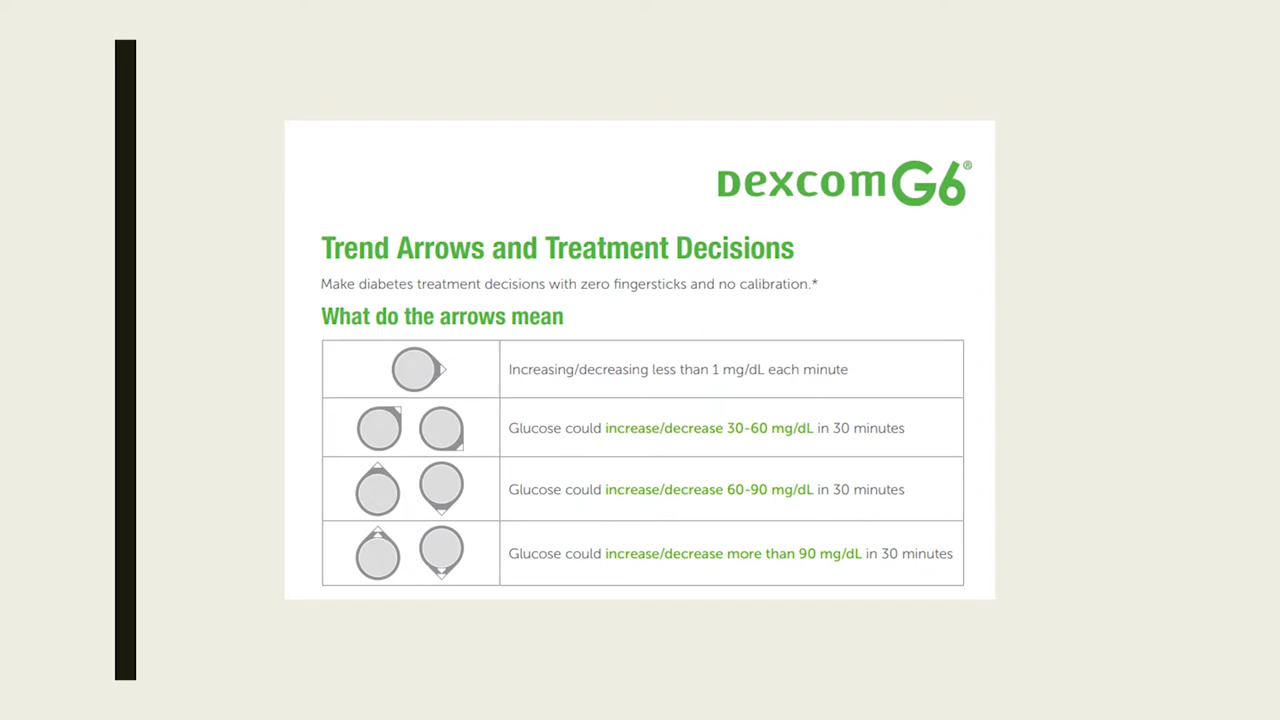 Dexcom G6®
Trend Arrows and Treatment Decisions
Make diabetes treatment decisions with zero fingersticks and no calibration.*
What do the arrows mean
Increasing/decreasing less than 1 mg/dL each minute
Glucose could increase/decrease 30-60 mg/dL in 30 minutes
Glucose could increase/decrease 60-90 mg/dL in 30 minutes
Glucose could increase/decrease more than 90 mg/dL in 30 minutes